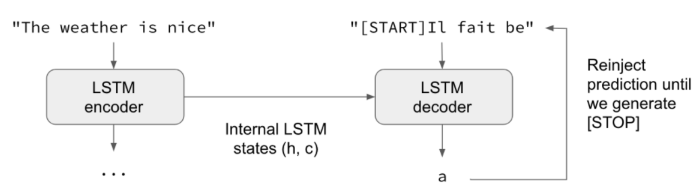 "The weather is nice"
"[START]Il fait be"
LSTM
encoder
LSTM
decoder
Internal LSTM
states (h, c)
Reinject
prediction until
we generate
[STOP]
...
a